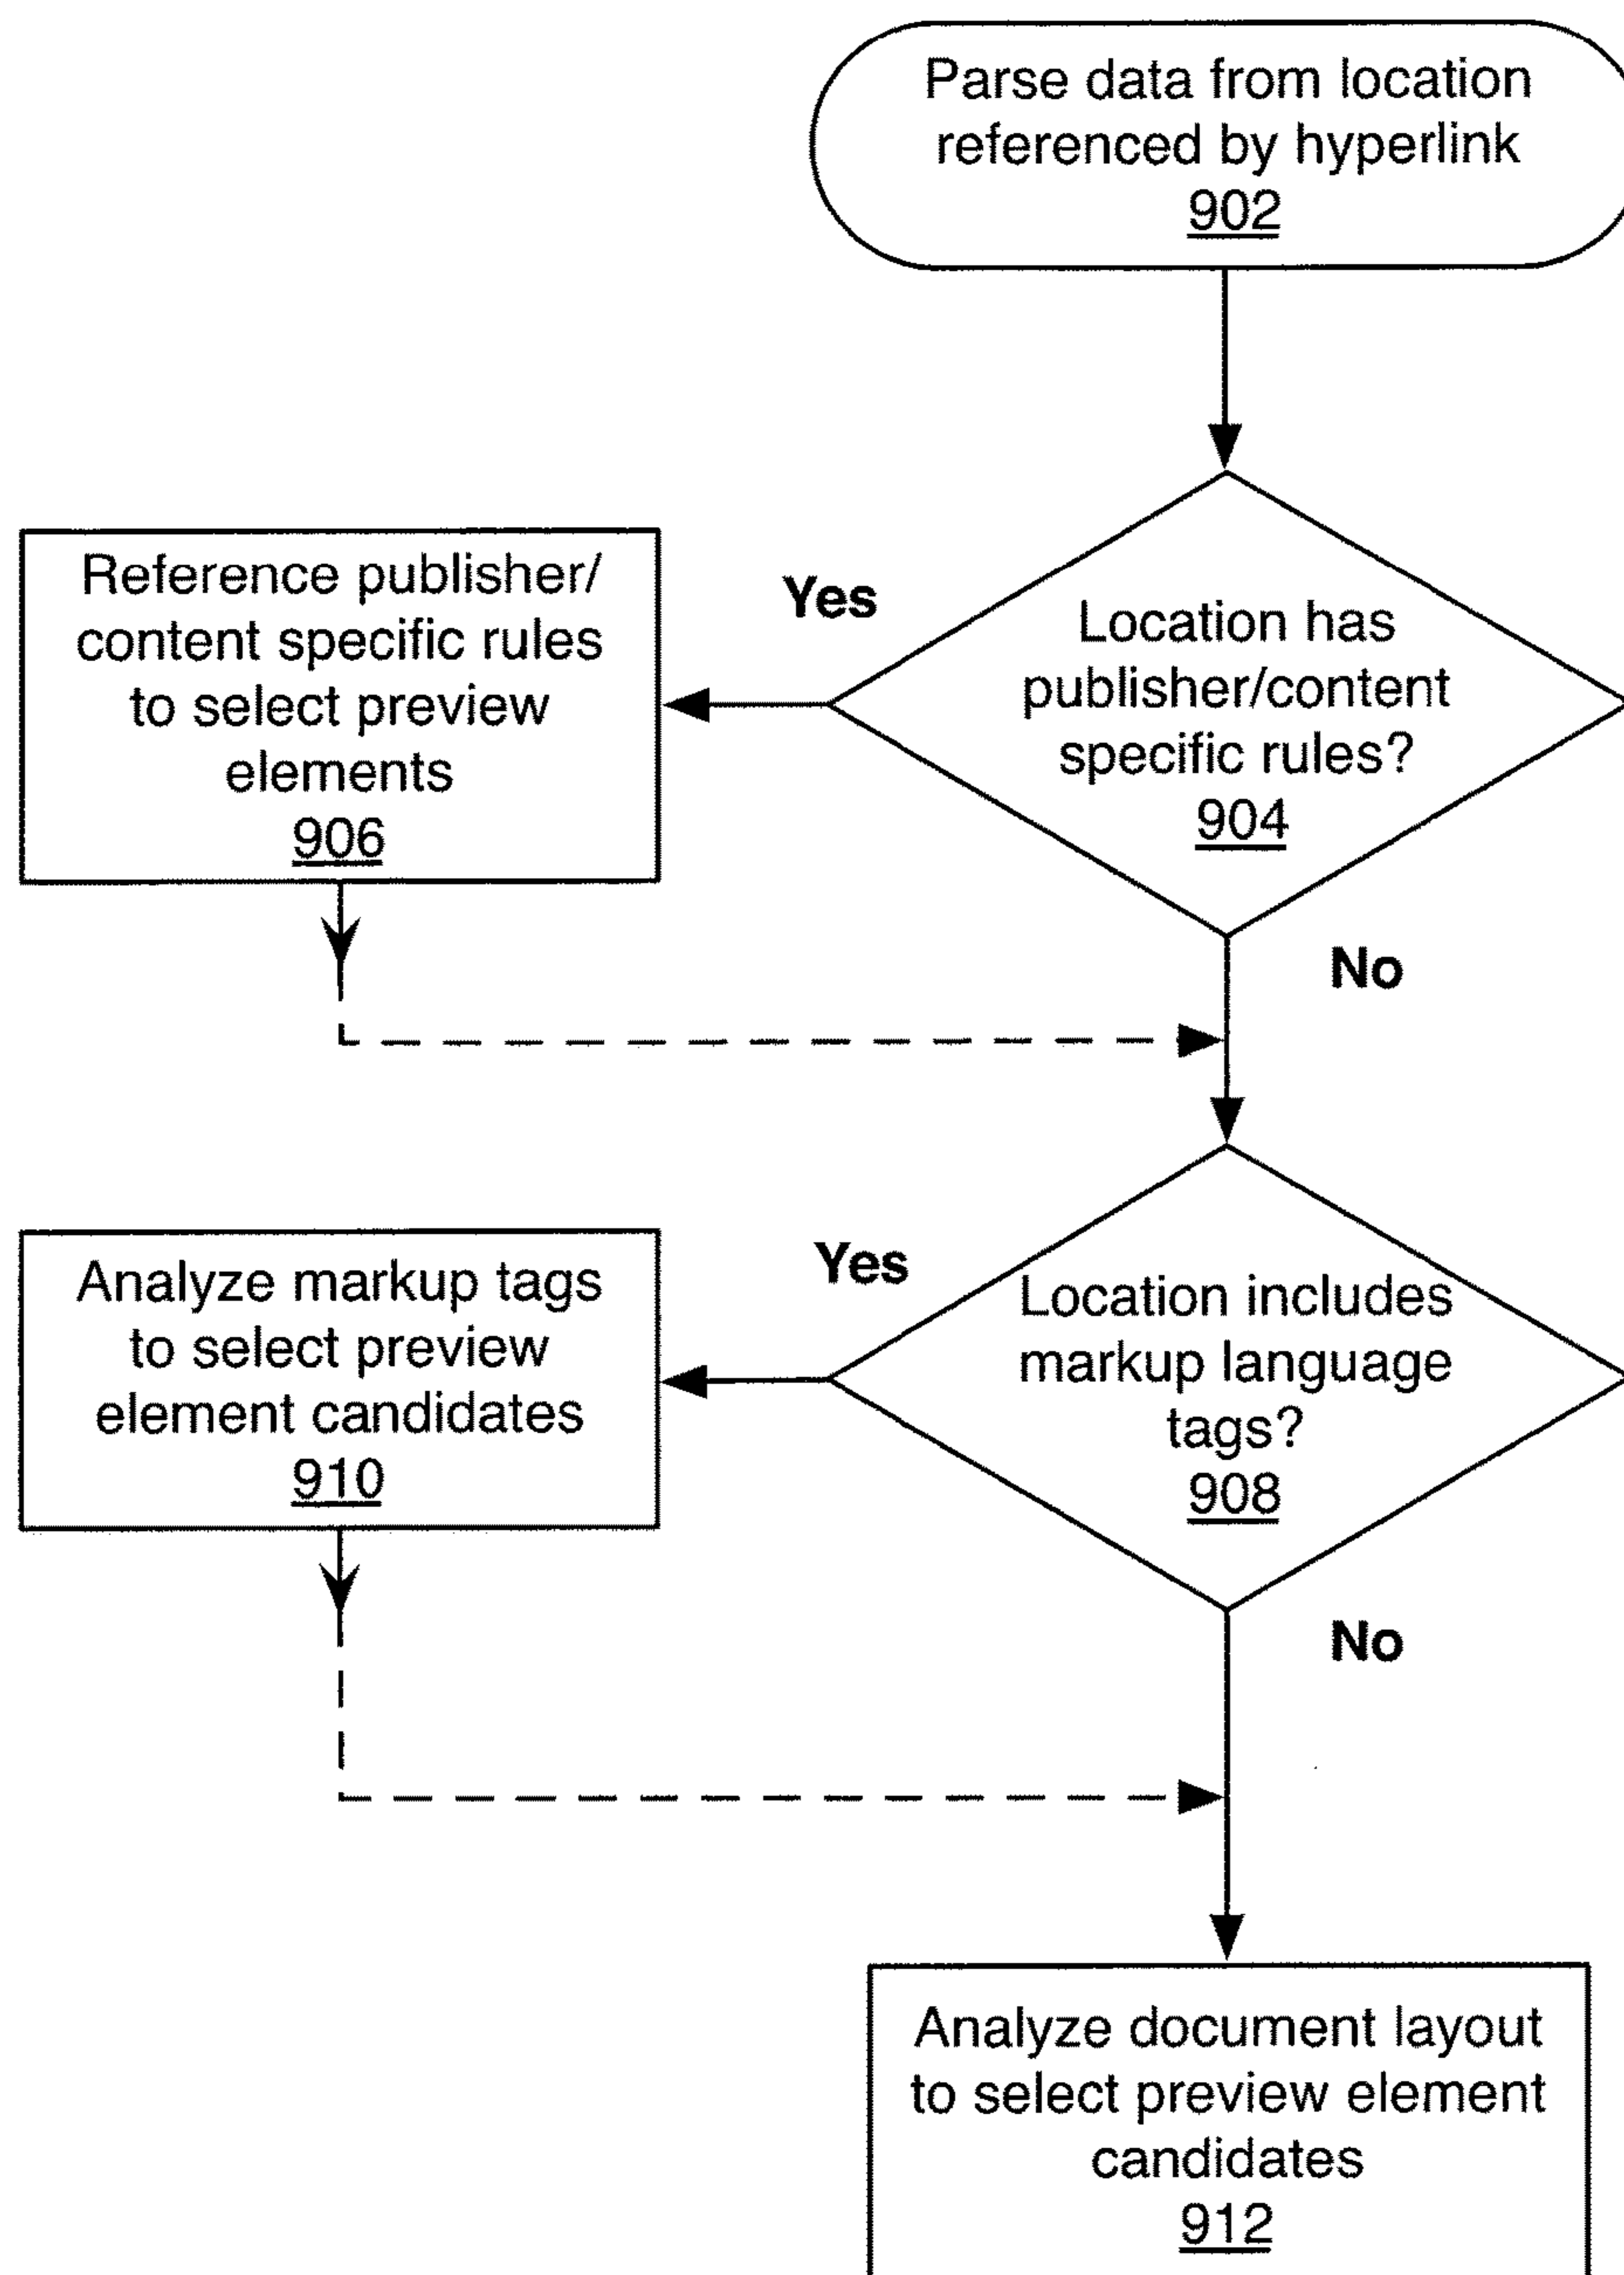 Parse data from location
referenced by hyperlink
902
Location has
publisher/content
specific rules?
904
Yes
Reference publisher/
content specific rules
to select preview
elements
906
No
Location includes
markup language
tags?
908
Yes
Analyze markup tags
to select preview
element candidates
910
No
Analyze document layout
to select preview element
candidates
912